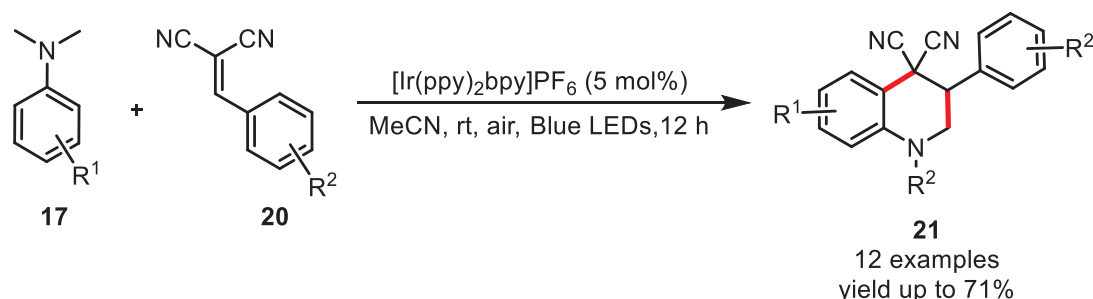 N
R¹
17
+
NC
CN
R²
20
[Ir(ppy)₂bpy]PF₆ (5 mol%)
MeCN, rt, air, Blue LEDs,12 h
NC
CN
R²
R¹
N
R²
21
12 examples
yield up to 71%